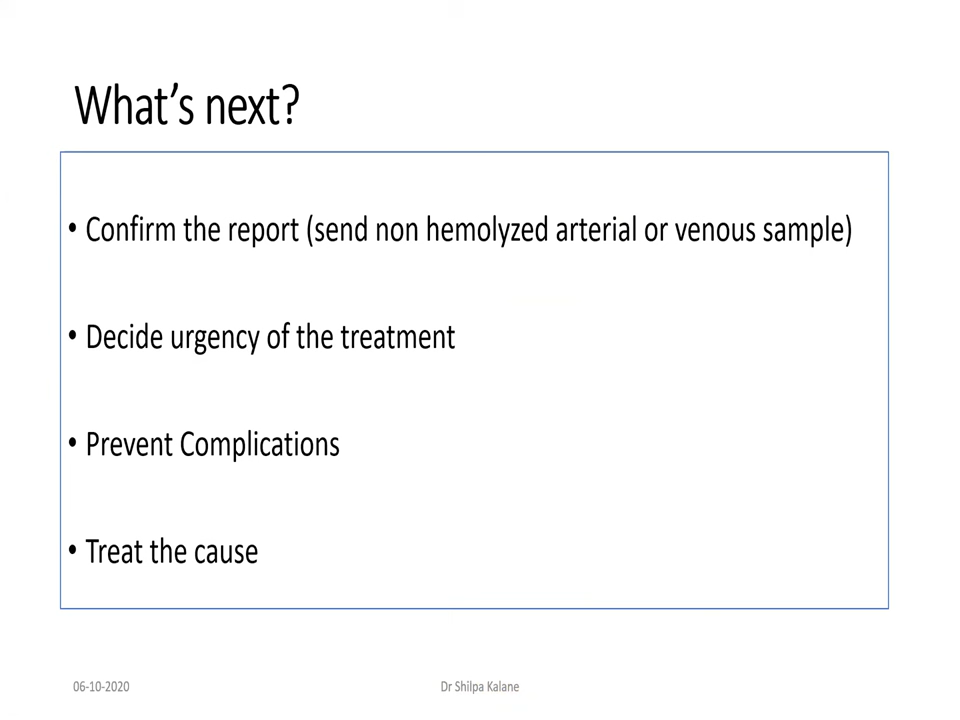 What's next?
• Confirm the report (send non hemolyzed arterial or venous sample)
• Decide urgency of the treatment
• Prevent Complications
• Treat the cause
06-10-2020
Dr Shilpa Kalane